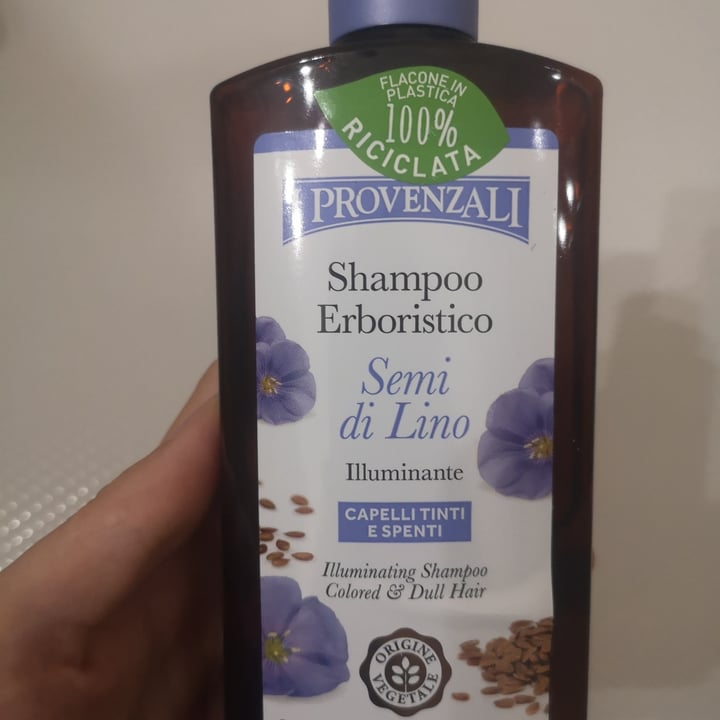 FLACONE IN
PLASTICA
100%
RICICLATA
PROVENZALI
Shampoo
Erboristico
Semi
di Lino
Illuminante
CAPELLI TINTI
E SPENTI
Illuminating Shampoo
Colored & Dull Hair
ORIGINE
VEGETALE